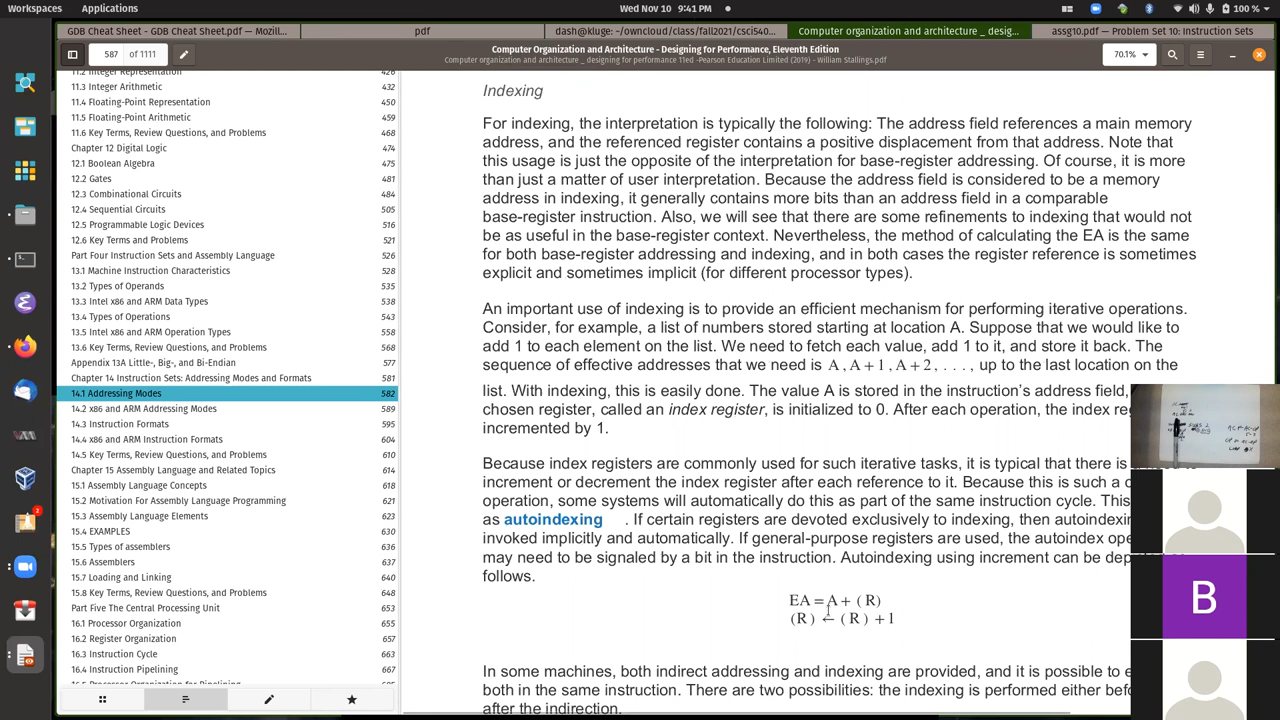 Workspaces Applications Wed Nov 10 9:41 PM 100 %
GDB Cheat Sheet - GDB Cheat Sheet.pdf — Mozill...
pdf
dash@kluge: ~/owncloud/class/fall2021/csci540...
Computer organization and architecture _ desig...
assg10.pdf — Problem Set 10: Instruction Sets
587 of 1111
Computer Organization and Architecture - Designing for Performance, Eleventh Edition
Computer organization and architecture _ designing for performance 11ed -Pearson Education Limited (2019) - William Stallings.pdf
70.1%
11.2 Integer Representation 426
11.3 Integer Arithmetic 432
11.4 Floating-Point Representation 450
11.5 Floating-Point Arithmetic 459
11.6 Key Terms, Review Questions, and Problems 468
Chapter 12 Digital Logic 474
12.1 Boolean Algebra 475
12.2 Gates 481
12.3 Combinational Circuits 484
12.4 Sequential Circuits 505
12.5 Programmable Logic Devices 516
12.6 Key Terms and Problems 521
Part Four Instruction Sets and Assembly Language 526
13.1 Machine Instruction Characteristics 528
13.2 Types of Operands 535
13.3 Intel x86 and ARM Data Types 538
13.4 Types of Operations 543
13.5 Intel x86 and ARM Operation Types 558
13.6 Key Terms, Review Questions, and Problems 568
Appendix 13A Little-, Big-, and Bi-Endian 577
Chapter 14 Instruction Sets: Addressing Modes and Formats 581
14.1 Addressing Modes 582
14.2 x86 and ARM Addressing Modes 589
14.3 Instruction Formats 595
14.4 x86 and ARM Instruction Formats 604
14.5 Key Terms, Review Questions, and Problems 610
Chapter 15 Assembly Language and Related Topics 614
15.1 Assembly Language Concepts 618
15.2 Motivation For Assembly Language Programming 621
15.3 Assembly Language Elements 623
15.4 EXAMPLES 630
15.5 Types of assemblers 636
15.6 Assemblers 637
15.7 Loading and Linking 640
15.8 Key Terms, Review Questions, and Problems 648
Part Five The Central Processing Unit 653
16.1 Processor Organization 655
16.2 Register Organization 657
16.3 Instruction Cycle 663
16.4 Instruction Pipelining 667
Indexing
For indexing, the interpretation is typically the following: The address field references a main memory
address, and the referenced register contains a positive displacement from that address. Note that
this usage is just the opposite of the interpretation for base-register addressing. Of course, it is more
than just a matter of user interpretation. Because the address field is considered to be a memory
address in indexing, it generally contains more bits than an address field in a comparable
base-register instruction. Also, we will see that there are some refinements to indexing that would not
be as useful in the base-register context. Nevertheless, the method of calculating the EA is the same
for both base-register addressing and indexing, and in both cases the register reference is sometimes
explicit and sometimes implicit (for different processor types).
An important use of indexing is to provide an efficient mechanism for performing iterative operations.
Consider, for example, a list of numbers stored starting at location A. Suppose that we would like to
add 1 to each element on the list. We need to fetch each value, add 1 to it, and store it back. The
sequence of effective addresses that we need is A, A + 1, A + 2, . . . , up to the last location on the
list. With indexing, this is easily done. The value A is stored in the instruction's address field,
chosen register, called an index register, is initialized to 0. After each operation, the index re
incremented by 1.
Because index registers are commonly used for such iterative tasks, it is typical that there is
increment or decrement the index register after each reference to it. Because this is such a c
operation, some systems will automatically do this as part of the same instruction cycle. This
as autoindexing . If certain registers are devoted exclusively to indexing, then autoindexin
invoked implicitly and automatically. If general-purpose registers are used, the autoindex ope
may need to be signaled by a bit in the instruction. Autoindexing using increment can be dep
follows.
EA = A + ( R)
(R) ← ( R ) + 1
In some machines, both indirect addressing and indexing are provided, and it is possible to e
both in the same instruction. There are two possibilities: the indexing is performed either bef
after the indirection.
2
B